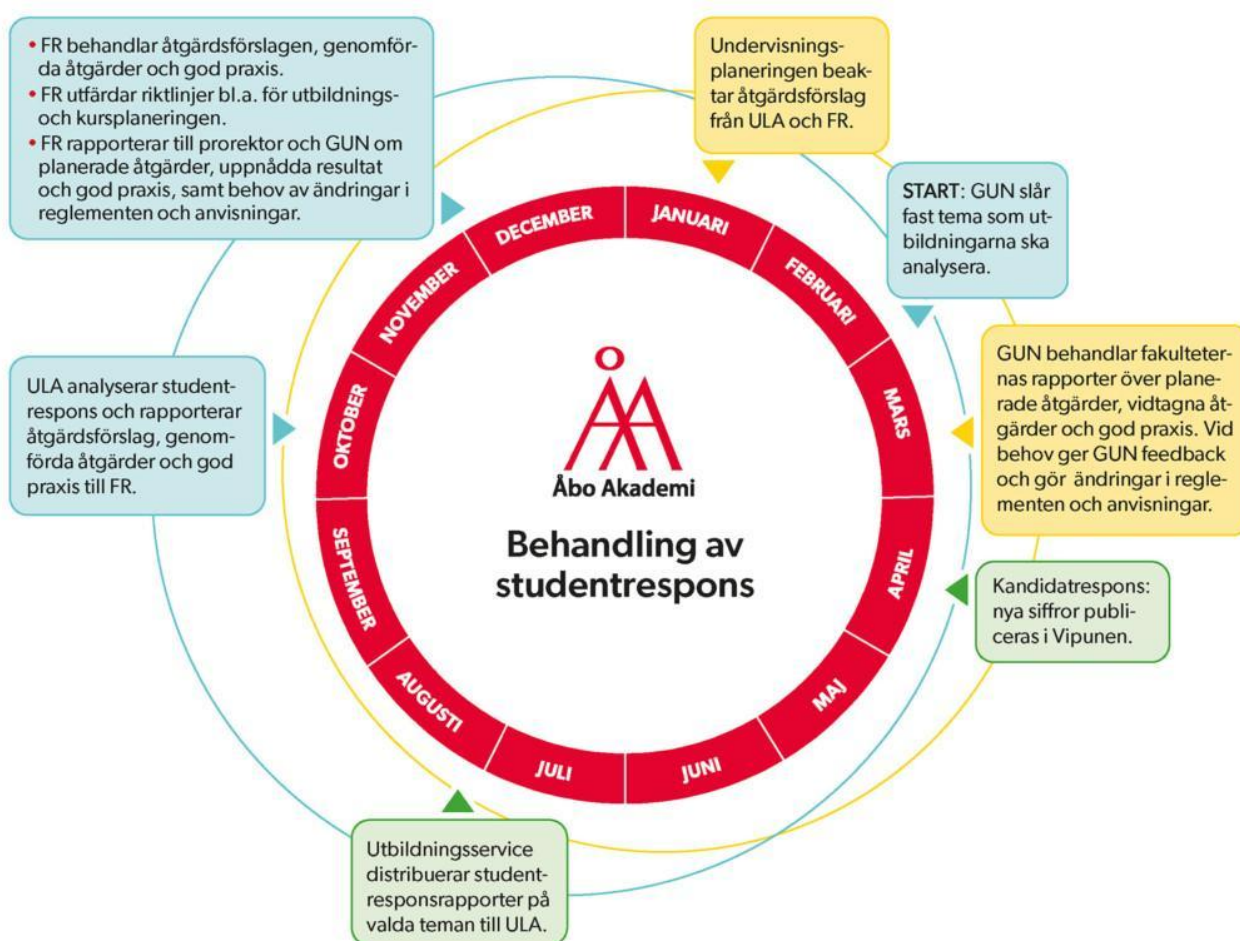 • FR behandlar åtgärdsförslagen, genomför-
da åtgärder och god praxis.
• FR utfärdar riktlinjer bl.a. för utbildnings-
och kursplaneringen.
• FR rapporterar till prorektor och GUN om
planerade åtgärder, uppnådda resultat
och god praxis, samt behov av ändringar i
reglementen och anvisningar.
Undervisnings-
planeringen beak-
tar åtgärdsförslag
från ULA och FR.
START: GUN slår
fast tema som ut-
bildningarna ska
analysera.
GUN behandlar fakulteter-
nas rapporter över plane-
rade åtgärder, vidtagna åt-
gärder och god praxis. Vid
behov ger GUN feedback
och gör ändringar i regle-
menten och anvisningar.
Kandidatrespons:
nya siffror publi-
ceras i Vipunen.
Utbildningsservice
distribuerar student-
responsrapporter på
valda teman till ULA.
ULA analyserar student-
respons och rapporterar
åtgärdsförslag, genom-
förda åtgärder och god
praxis till FR.
JANUARI
FEBRUARI
MARS
APRIL
MAJ
JUNI
JULI
AUGUSTI
SEPTEMBER
OKTOBER
NOVEMBER
DECEMBER
Åbo Akademi
Behandling av
studentrespons